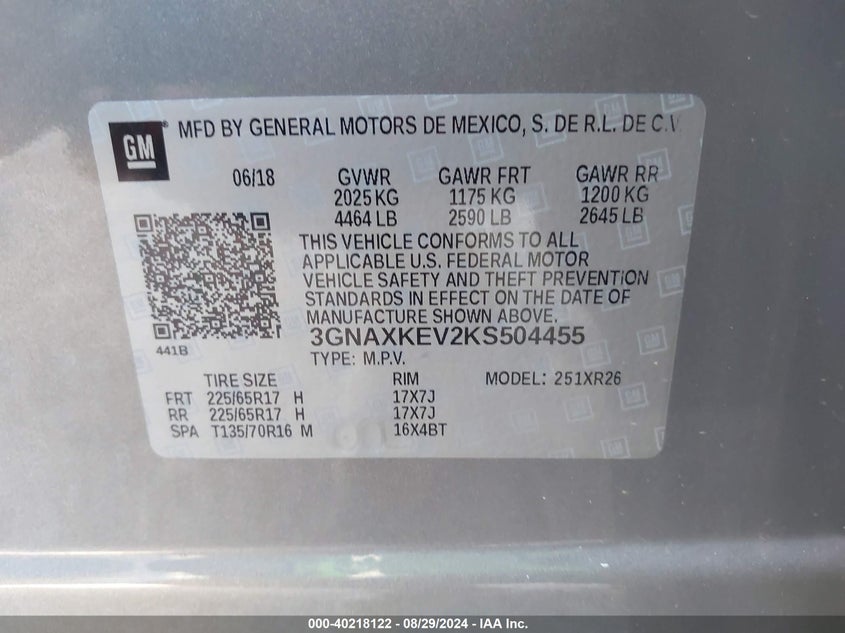 GM
MFD BY GENERAL MOTORS DE MEXICO, S. DE R.L. DE C.V
06/18 GVWR GAWR FRT GAWR RR
2025 KG 1175 KG 1200 KG
4464 LB 2590 LB 2645 LB
THIS VEHICLE CONFORMS TO ALL
APPLICABLE U.S. FEDERAL MOTOR
VEHICLE SAFETY AND THEFT PREVENTION
STANDARDS IN EFFECT ON THE DATE OF
MANUFACTURE SHOWN ABOVE.
441B
3GNAXKEV2KS504455
TYPE: M.P.V.
TIRE SIZE RIM MODEL: 251XR26
FRT 225/65R17 H 17X7J
RR 225/65R17 H 17X7J
SPA T135/70R16 M 16X4BT
000-40218122 - 08/29/2024 - IAA Inc.